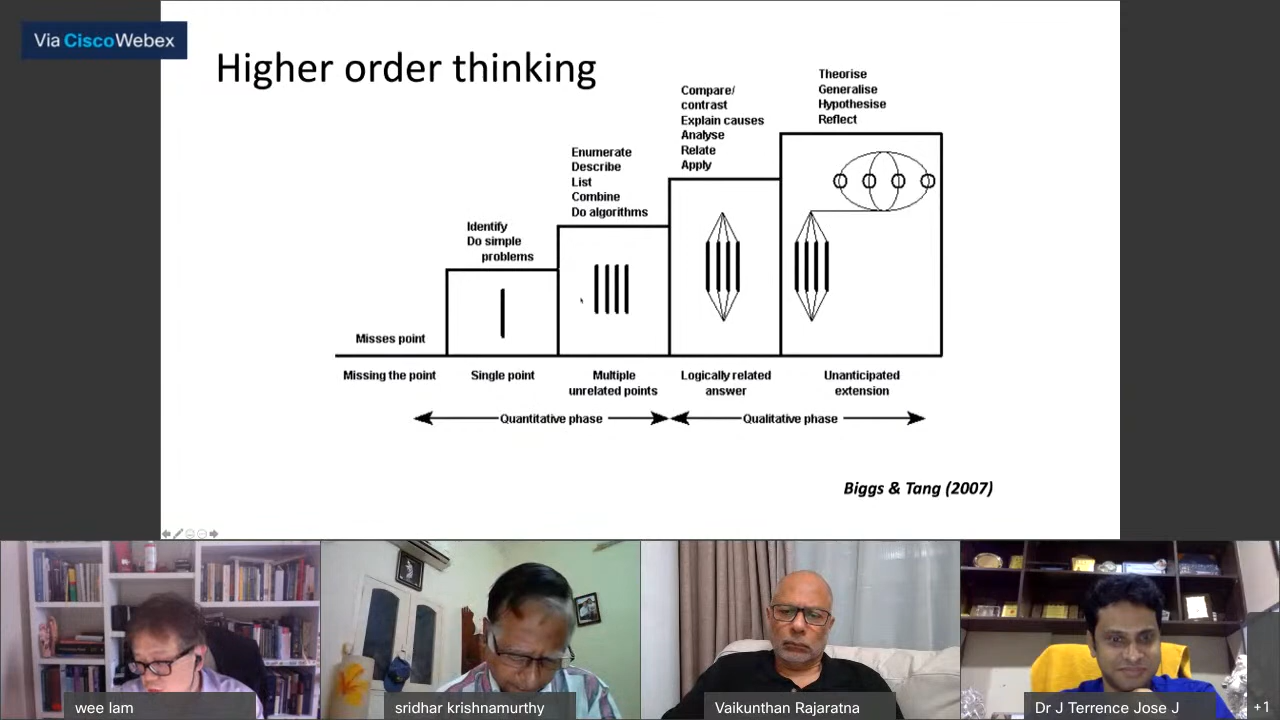 Via Cisco Webex
Higher order thinking
Theorise
Generalise
Hypothesise
Reflect
Compare/
contrast
Explain causes
Analyse
Relate
Apply
Enumerate
Describe
List
Combine
Do algorithms
Identify
Do simple
problems
Misses point
Missing the point
Single point
Multiple
unrelated points
Logically related
answer
Unanticipated
extension
Quantitative phase
Qualitative phase
Biggs & Tang (2007)
wee lam
sridhar krishnamurthy
Vaikunthan Rajaratna
Dr J Terrence Jose J
+1